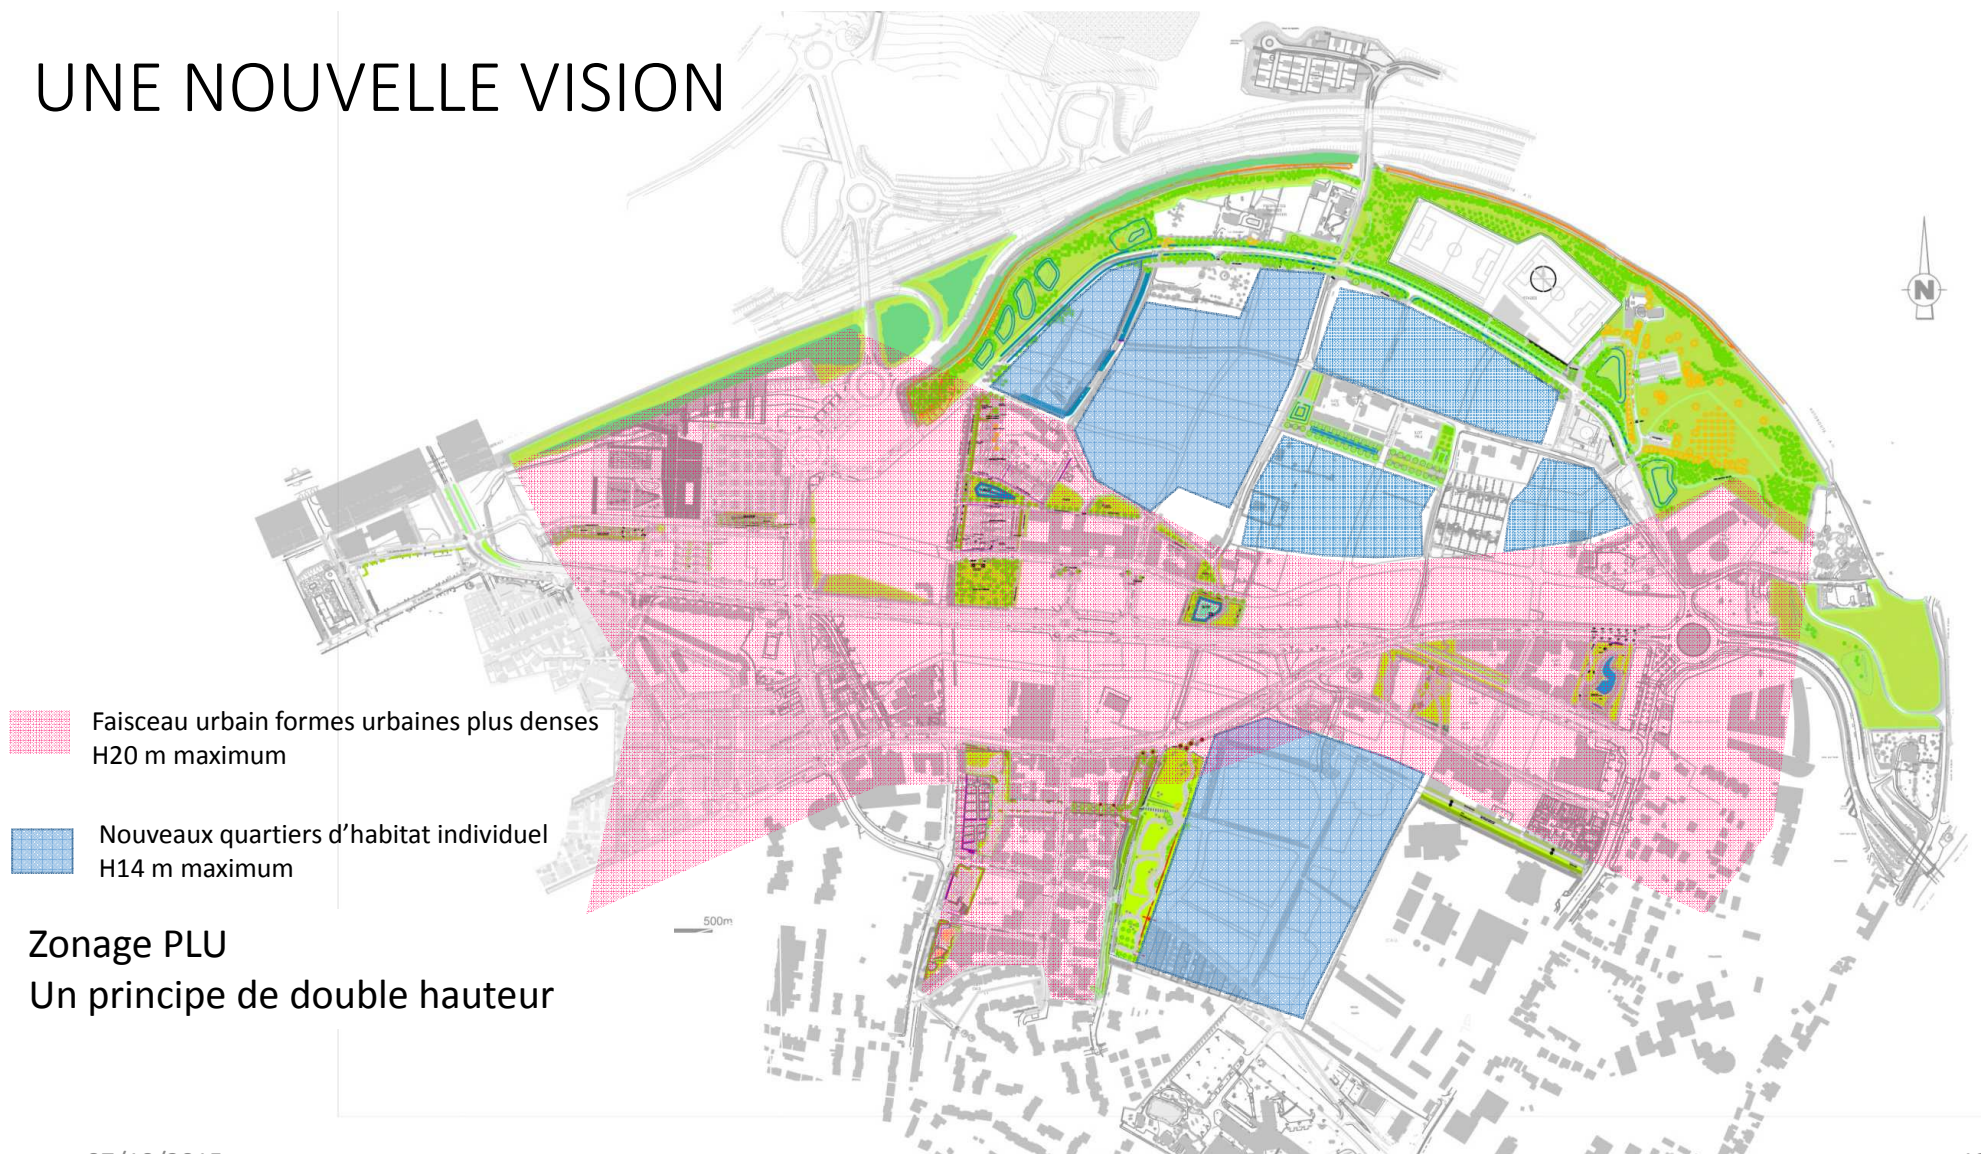 UNE NOUVELLE VISION
N
Faisceau urbain formes urbaines plus denses
H20 m maximum
Nouveaux quartiers d’habitat individuel
H14 m maximum
500m
Zonage PLU
Un principe de double hauteur